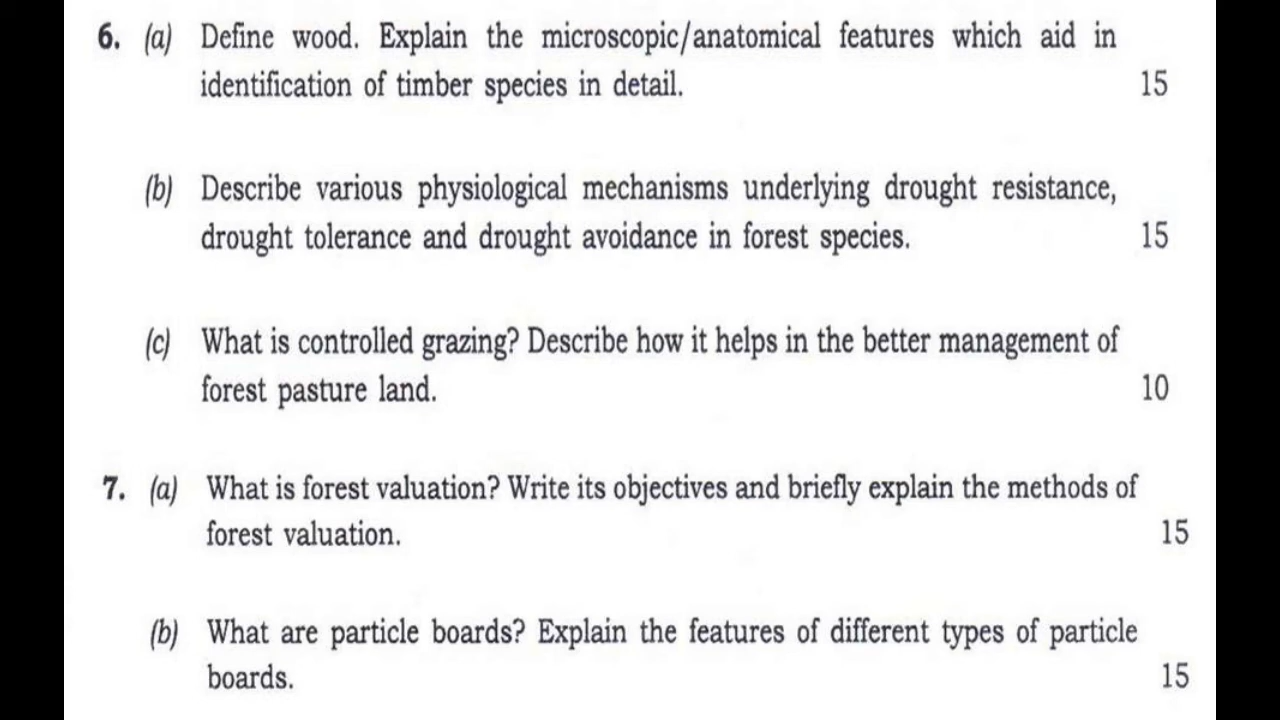 6. (a) Define wood. Explain the microscopic/anatomical features which aid in
identification of timber species in detail. 15
(b) Describe various physiological mechanisms underlying drought resistance,
drought tolerance and drought avoidance in forest species. 15
(c) What is controlled grazing? Describe how it helps in the better management of
forest pasture land. 10
7. (a) What is forest valuation? Write its objectives and briefly explain the methods of
forest valuation. 15
(b) What are particle boards? Explain the features of different types of particle
boards. 15